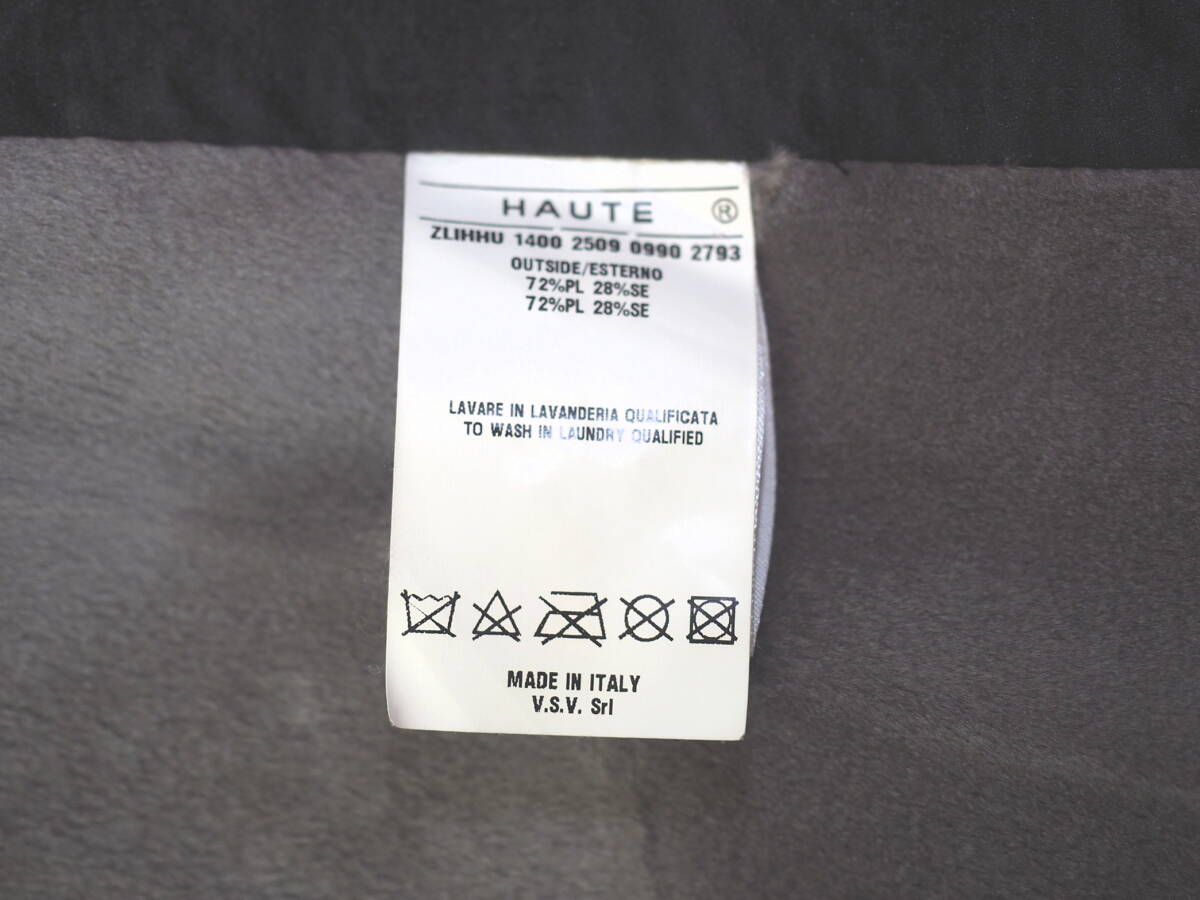 HAUTE ®
ZLIHHU 1400 2509 0990 2793
OUTSIDE/ESTERNO
72%PL 28%SE
72%PL 28%SE
LAVARE IN LAVANDERIA QUALIFICATA
TO WASH IN LAUNDRY QUALIFIED
MADE IN ITALY
V.S.V. Srl